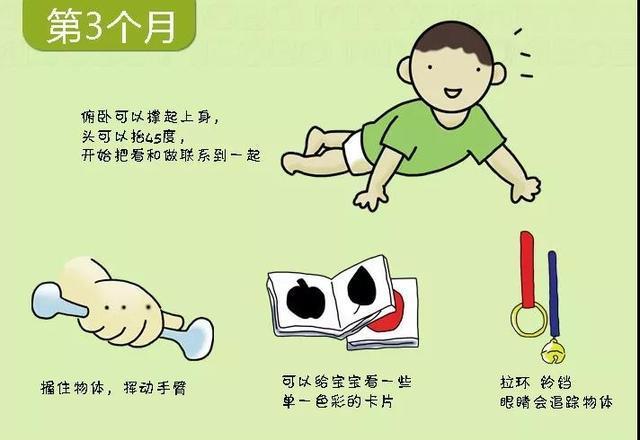 第3个月
俯卧可以撑起上身，
头可以抬45度，
开始把看和做联系到一起
握住物体，挥动手臂
可以给宝宝看一些
单一色彩的卡片
拉环 铃铛
眼睛会追踪物体